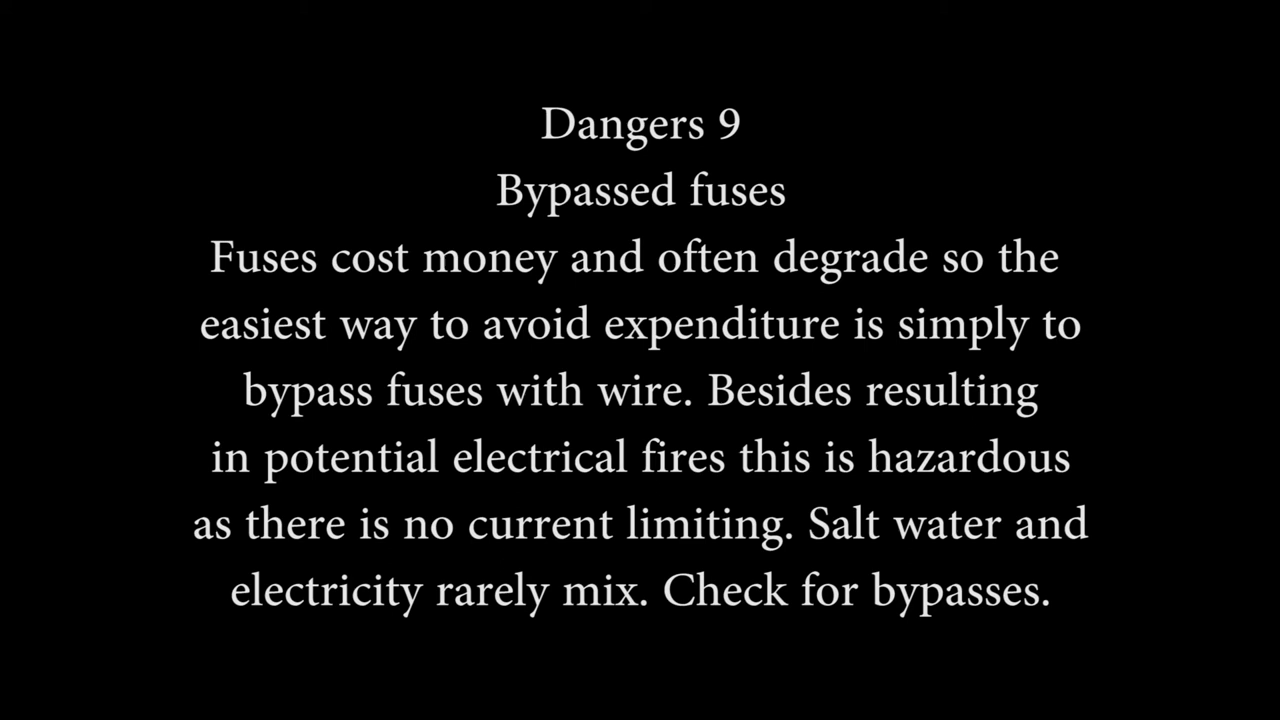 Dangers 9
Bypassed fuses
Fuses cost money and often degrade so the
easiest way to avoid expenditure is simply to
bypass fuses with wire. Besides resulting
in potential electrical fires this is hazardous
as there is no current limiting. Salt water and
electricity rarely mix. Check for bypasses.